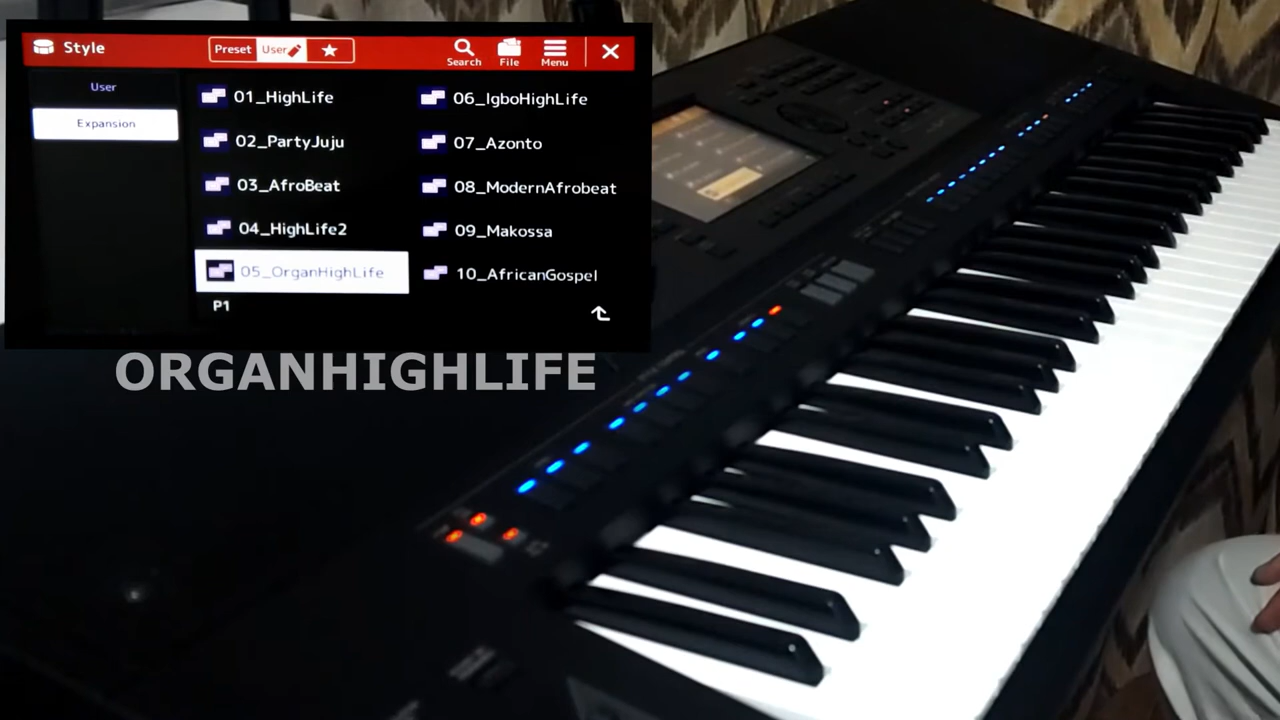 Style
Preset User
Search File Menu
User
Expansion
01_HighLife
02_PartyJuju
03_AfroBeat
04_HighLife2
05_OrganHighLife
06_IgboHighLife
07_Azonto
08_ModernAfrobeat
09_Makossa
10_AfricanGospel
P1
ORGANHIGHLIFE